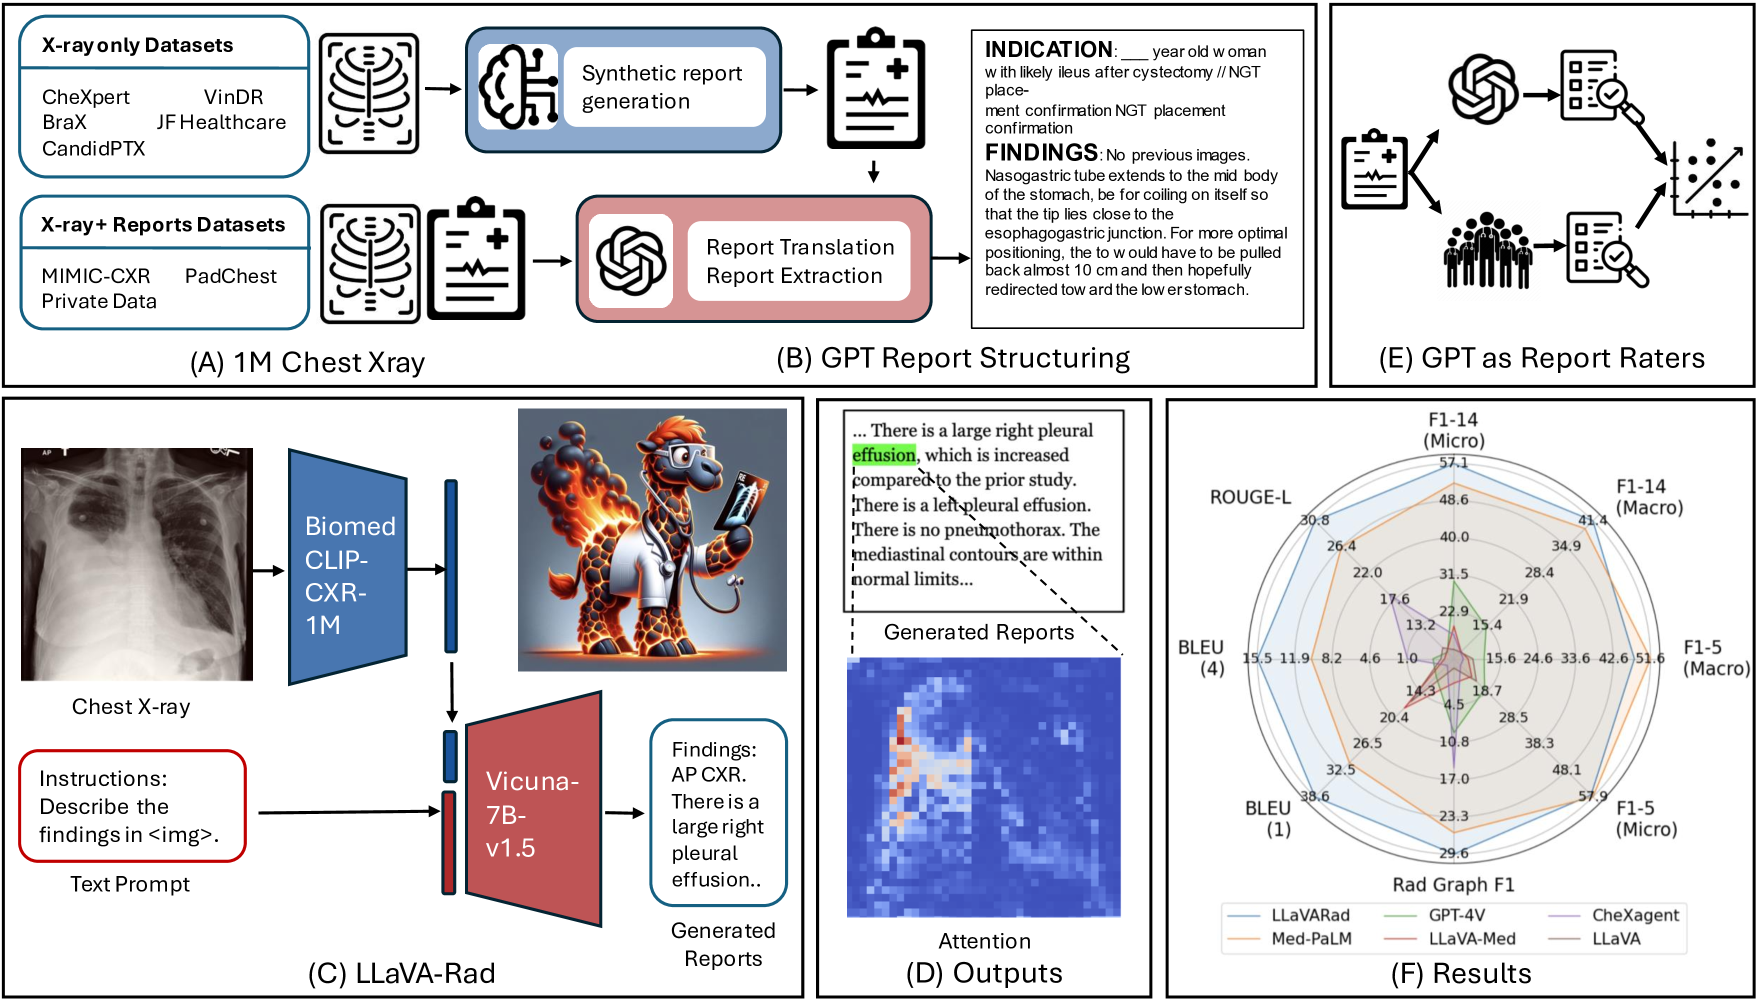 X-ray only Datasets
CheXpert VinDR
BraX JF Healthcare
CandidPTX
X-ray+ Reports Datasets
MIMIC-CXR PadChest
Private Data
Synthetic report
generation
Report Translation
Report Extraction
INDICATION: ___ year old woman
with likely ileus after cystectomy // NGT
place-
ment confirmation NGT placement
confirmation
FINDINGS: No previous images.
Nasogastric tube extends to the mid body
of the stomach, be for coiling on itself so
that the tip lies close to the
esophagogastric junction. For more optimal
positioning, the to would have to be pulled
back almost 10 cm and then hopefully
redirected toward the lower stomach.
(A) 1M Chest Xray
(B) GPT Report Structuring
(E) GPT as Report Raters
AP
Chest X-ray
Biomed
CLIP-
CXR-
1M
RE
Instructions:
Describe the
findings in <img>.
Text Prompt
Vicuna-
7B-
v1.5
Findings:
AP CXR.
There is a
large right
pleural
effusion..
Generated
Reports
(C) LLaVA-Rad
... There is a large right pleural
effusion, which is increased
compared to the prior study.
There is a left pleural effusion.
There is no pneumothorax. The
mediastinal contours are within
normal limits...
Generated Reports
Attention
(D) Outputs
F1-14
(Micro)
57.1
48.6
40.0
31.5
22.9
F1-14
(Macro)
41.4
34.9
28.4
21.9
15.4
F1-5
(Macro)
15.6 24.6 33.6 42.6 51.6
F1-5
(Micro)
18.7
28.5
38.3
48.1
57.9
Rad Graph F1
4.5
10.8
17.0
23.3
29.6
BLEU
(1)
14.3
20.4
26.5
32.5
38.6
BLEU
(4)
15.5 11.9 8.2 4.6 1.0
ROUGE-L
30.8
26.4
22.0
17.6
13.2
LLaVARad GPT-4V CheXagent
Med-PaLM LLaVA-Med LLaVA
(F) Results